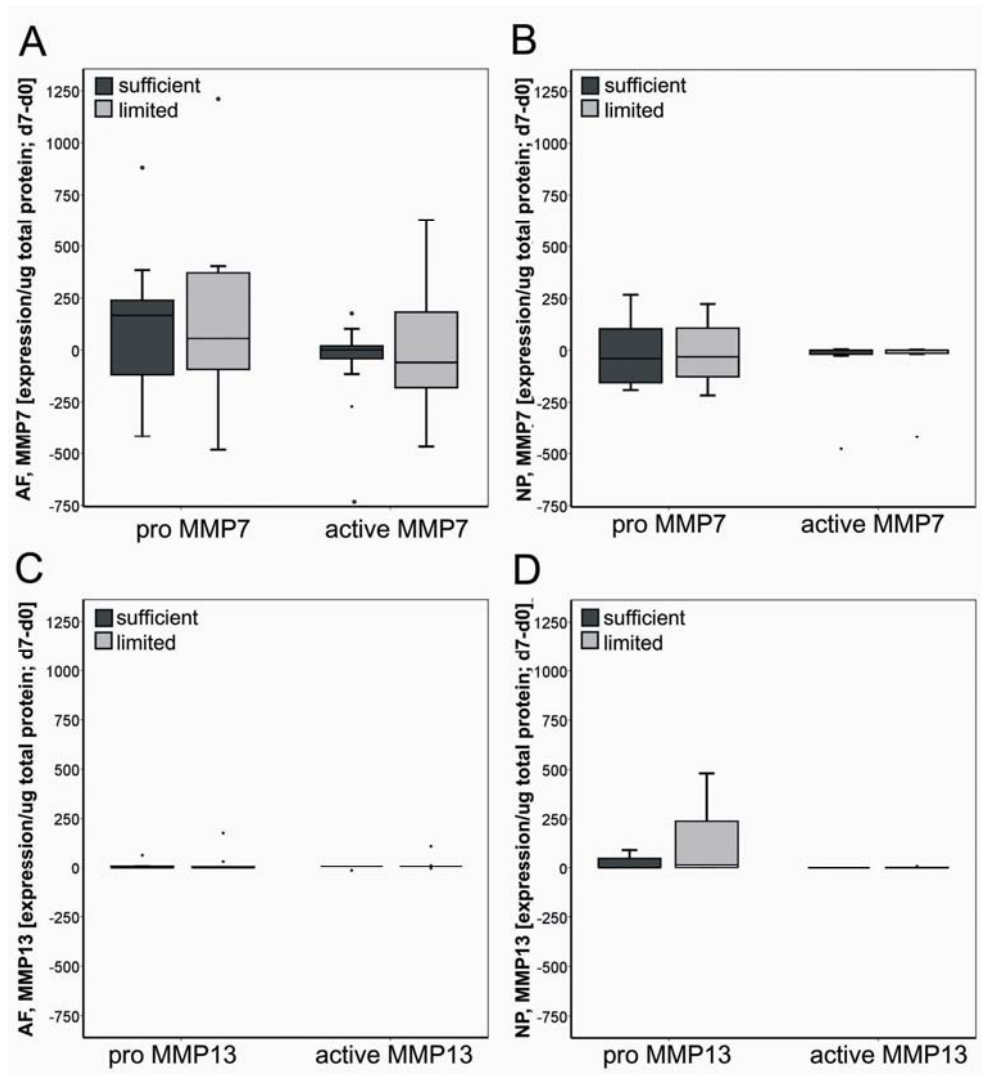 A
AF, MMP7 [expression/ug total protein; d7-d0]
sufficient
limited
1250
1000
750
500
250
0
-250
-500
-750
pro MMP7
active MMP7
B
NP, MMP7 [expression/ug total protein; d7-d0]
sufficient
limited
1250
1000
750
500
250
0
-250
-500
-750
pro MMP7
active MMP7
C
AF, MMP13 [expression/ug total protein; d7-d0]
sufficient
limited
1250
1000
750
500
250
0
-250
-500
-750
pro MMP13
active MMP13
D
NP, MMP13 [expression/ug total protein; d7-d0]
sufficient
limited
1250
1000
750
500
250
0
-250
-500
-750
pro MMP13
active MMP13